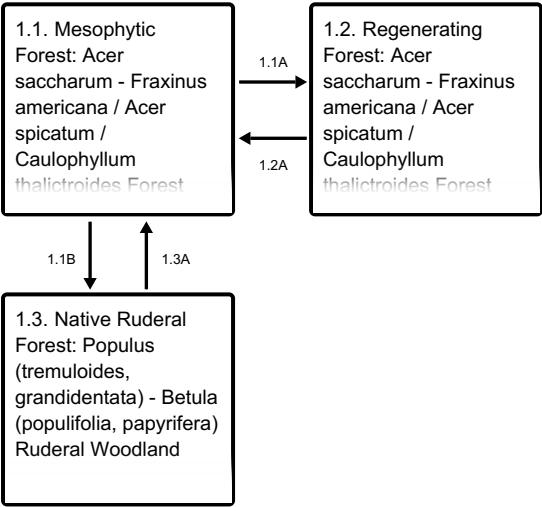 1.1. Mesophytic
Forest: Acer
saccharum - Fraxinus
americana / Acer
spicatum /
Caulophyllum
thalictroides Forest
1.1A
1.2A
1.2. Regenerating
Forest: Acer
saccharum - Fraxinus
americana / Acer
spicatum /
Caulophyllum
thalictroides Forest
1.1B
1.3A
1.3. Native Ruderal
Forest: Populus
(tremuloides,
grandidentata) - Betula
(populifolia, papyrifera)
Ruderal Woodland